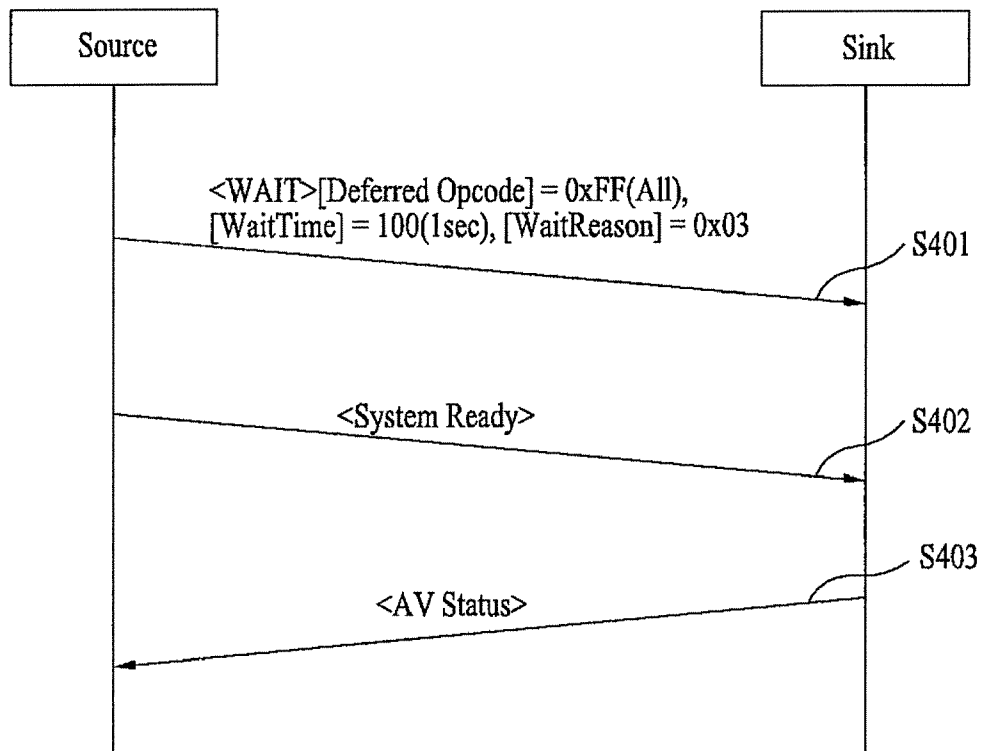 Source
Sink
<WAIT>[Deferred Opcode] = 0xFF(All),
[WaitTime] = 100(1sec), [WaitReason] = 0x03
S401
<System Ready>
S402
S403
<AV Status>